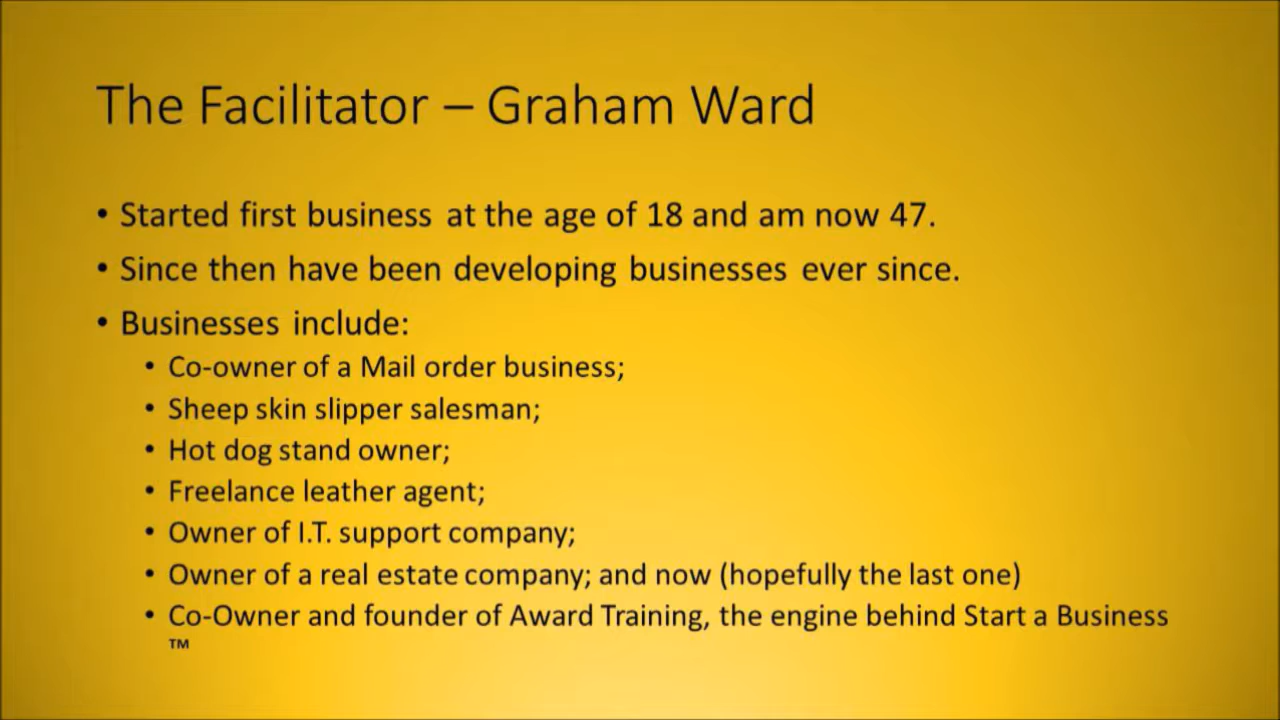 The Facilitator – Graham Ward
• Started first business at the age of 18 and am now 47.
• Since then have been developing businesses ever since.
• Businesses include:
• Co-owner of a Mail order business;
• Sheep skin slipper salesman;
• Hot dog stand owner;
• Freelance leather agent;
• Owner of I.T. support company;
• Owner of a real estate company; and now (hopefully the last one)
• Co-Owner and founder of Award Training, the engine behind Start a Business
™